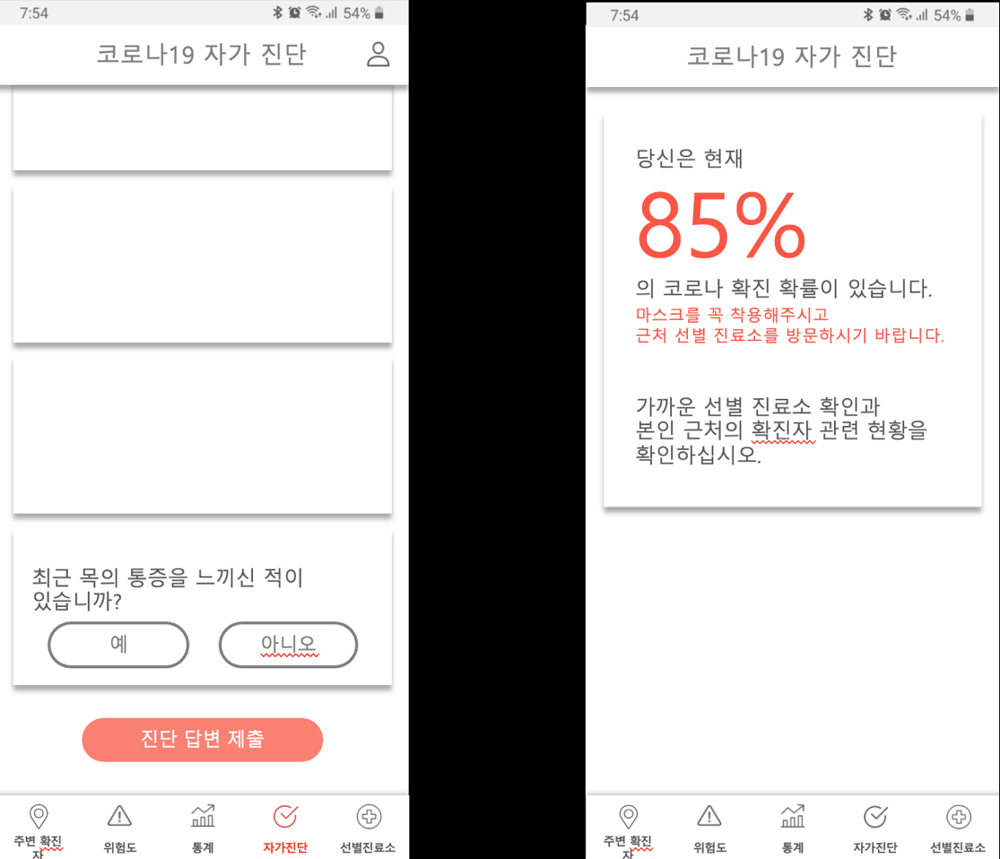 7:54
54%
코로나19 자가 진단
최근 목의 통증을 느끼신 적이
있습니까?
예
아니오
진단 답변 제출
주변 확진
자
위험도
통계
자가진단
선별진료소
7:54
54%
코로나19 자가 진단
당신은 현재
85%
의 코로나 확진 확률이 있습니다.
마스크를 꼭 착용해주시고
근처 선별 진료소를 방문하시기 바랍니다.
가까운 선별 진료소 확인과
본인 근처의 확진자 관련 현황을
확인하십시오.
주변 확진
자
위험도
통계
자가진단
선별진료소